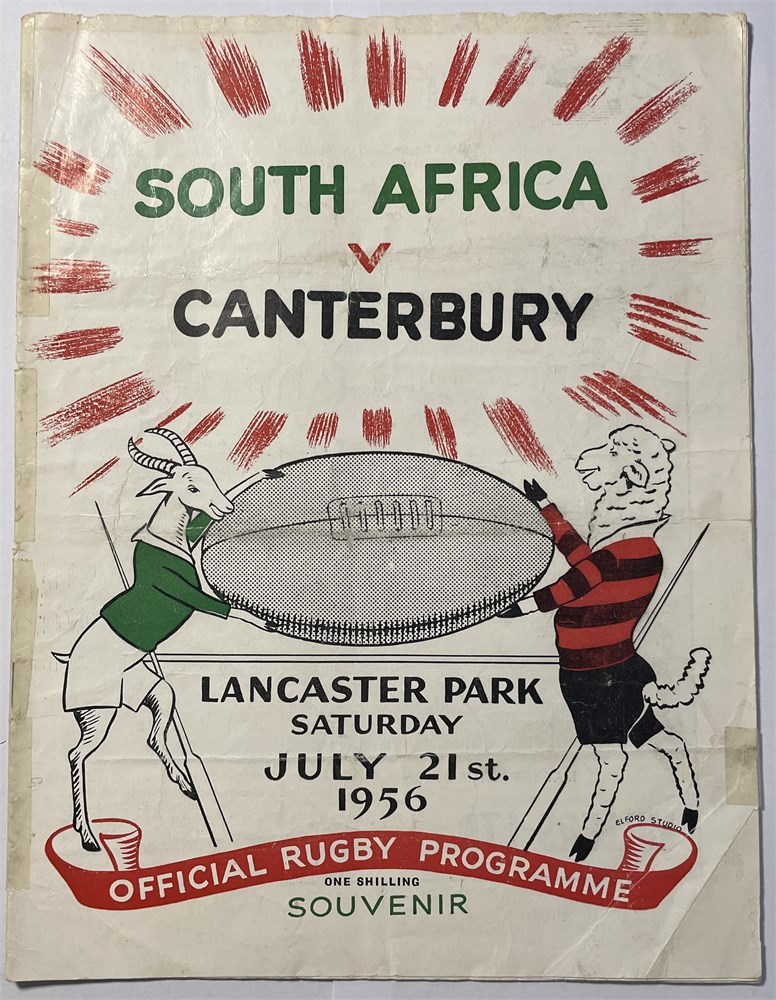 SOUTH AFRICA
V
CANTERBURY
LANCASTER PARK
SATURDAY
JULY 21st.
1956
ELFORD STUDIO
OFFICIAL RUGBY PROGRAMME
ONE SHILLING
SOUVENIR